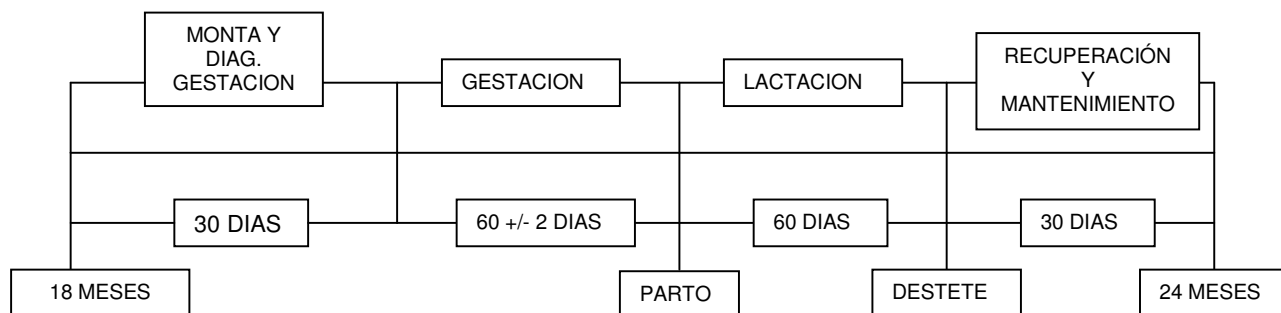 MONTA Y
DIAG.
GESTACION
GESTACION
LACTACION
RECUPERACIÓN
Y
MANTENIMIENTO
30 DIAS
60 +/- 2 DIAS
60 DIAS
30 DIAS
18 MESES
PARTO
DESTETE
24 MESES